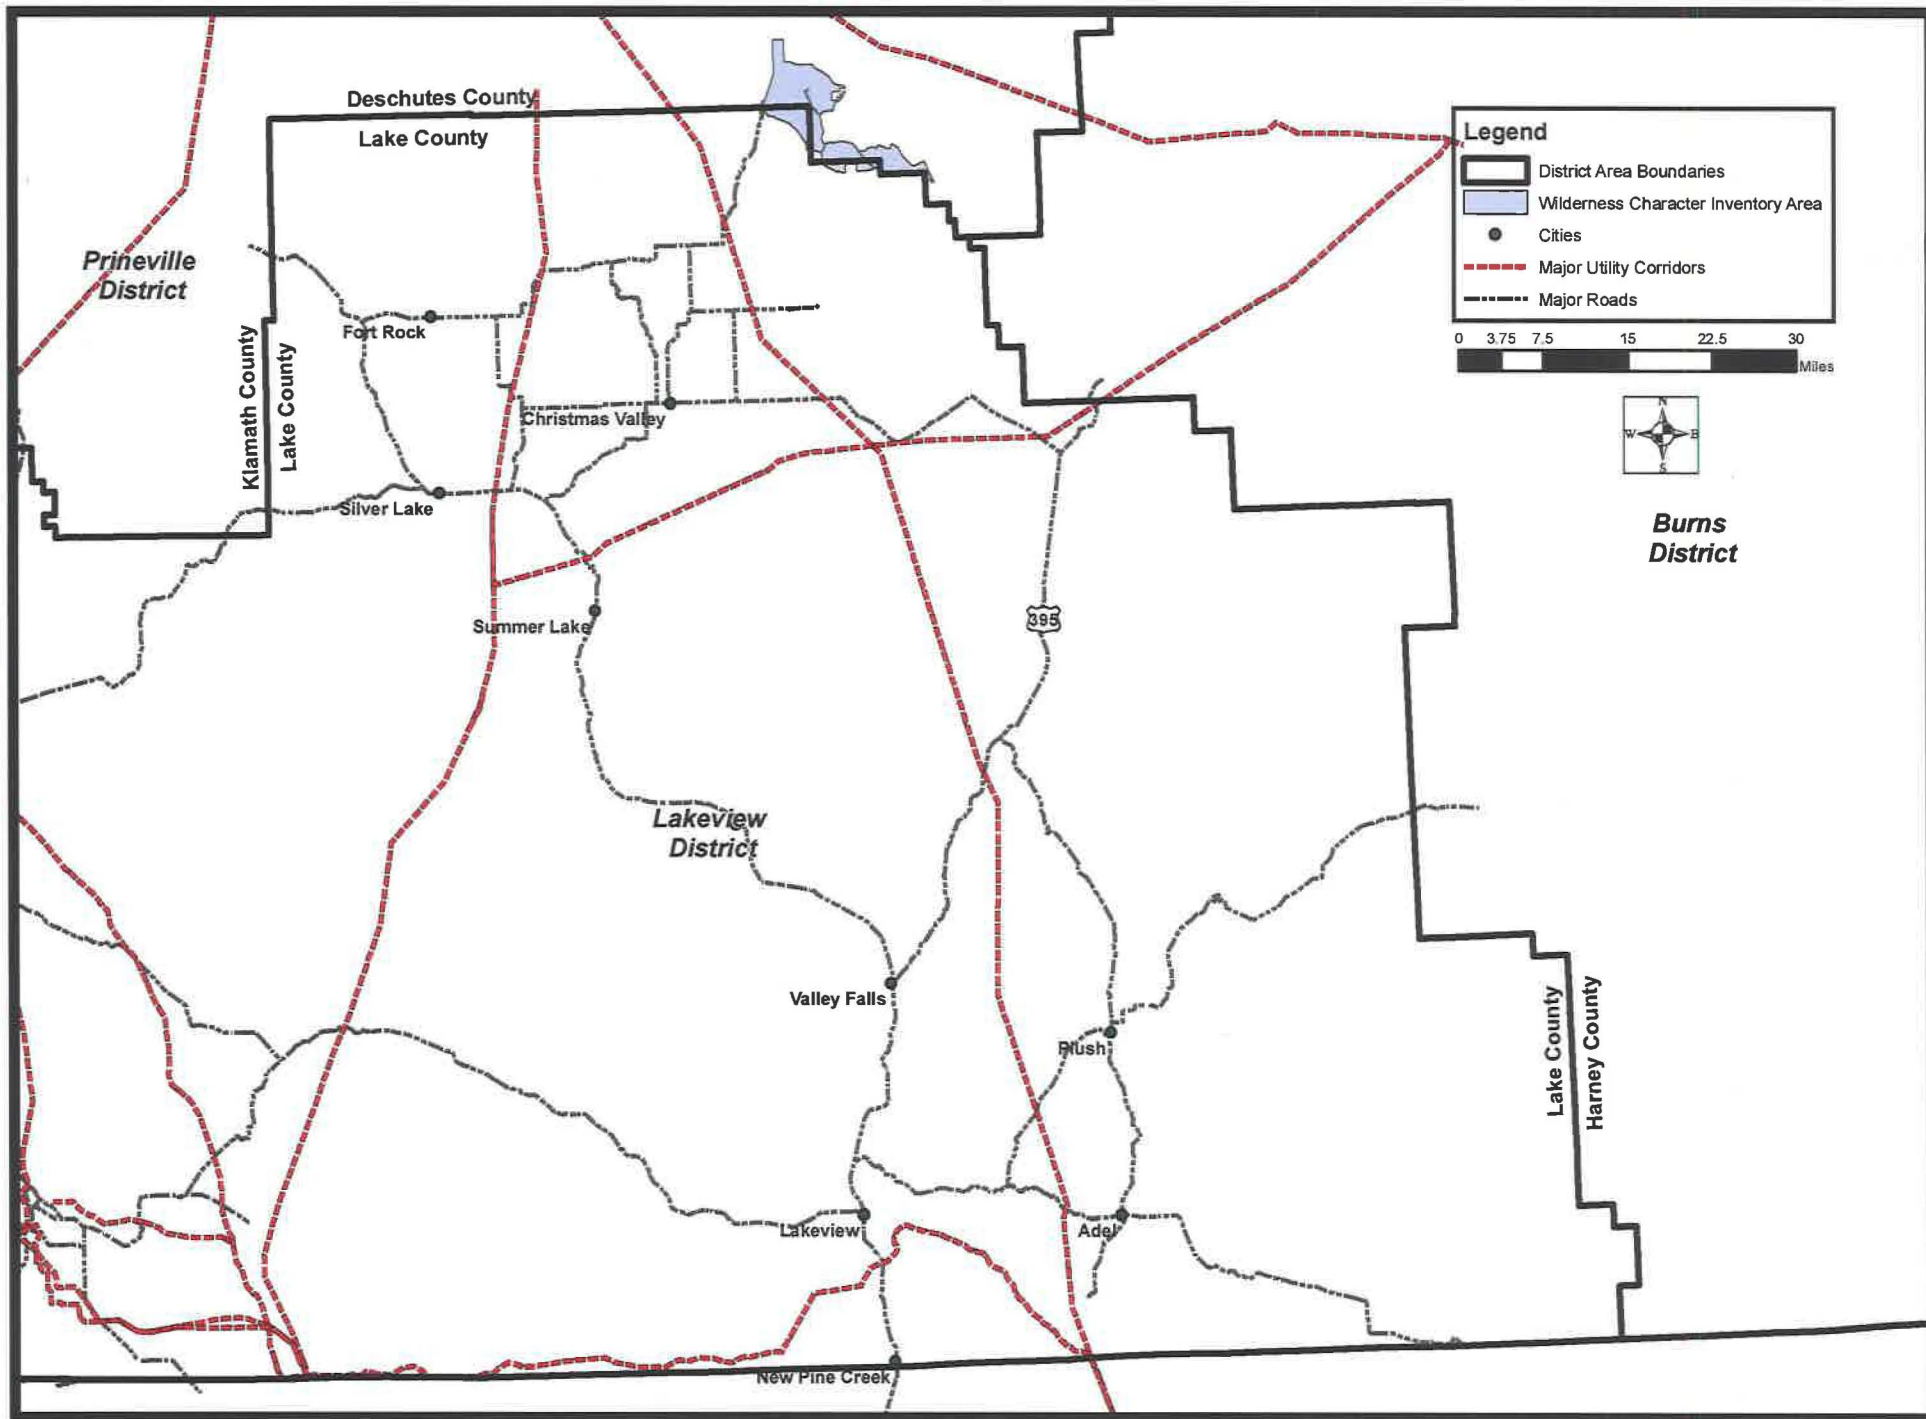 Deschutes County
Lake County
Legend
District Area Boundaries
Wilderness Character Inventory Area
Cities
Major Utility Corridors
Major Roads
0 3.75 7.5 15 22.5 30
Miles
N
W E
S
Prineville
District
Klamath County
Lake County
Fort Rock
Christmas Valley
Silver Lake
Burns
District
Summer Lake
395
Lakeview
District
Valley Falls
Plush
Lake County
Harney County
Lakeview
Adel
New Pine Creek